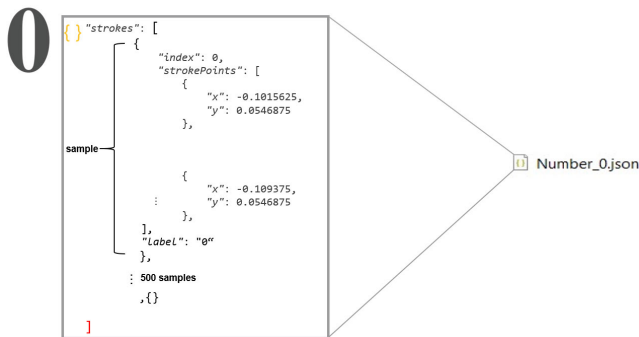 0
{ } "strokes": [
{
"index": 0,
"strokePoints": [
{
"x": -0.1015625,
"y": 0.0546875
},
sample
{
"x": -0.109375,
⋮ "y": 0.0546875
},
],
"label": "0“
},
⋮ 500 samples
,{}
]
{} Number_0.json